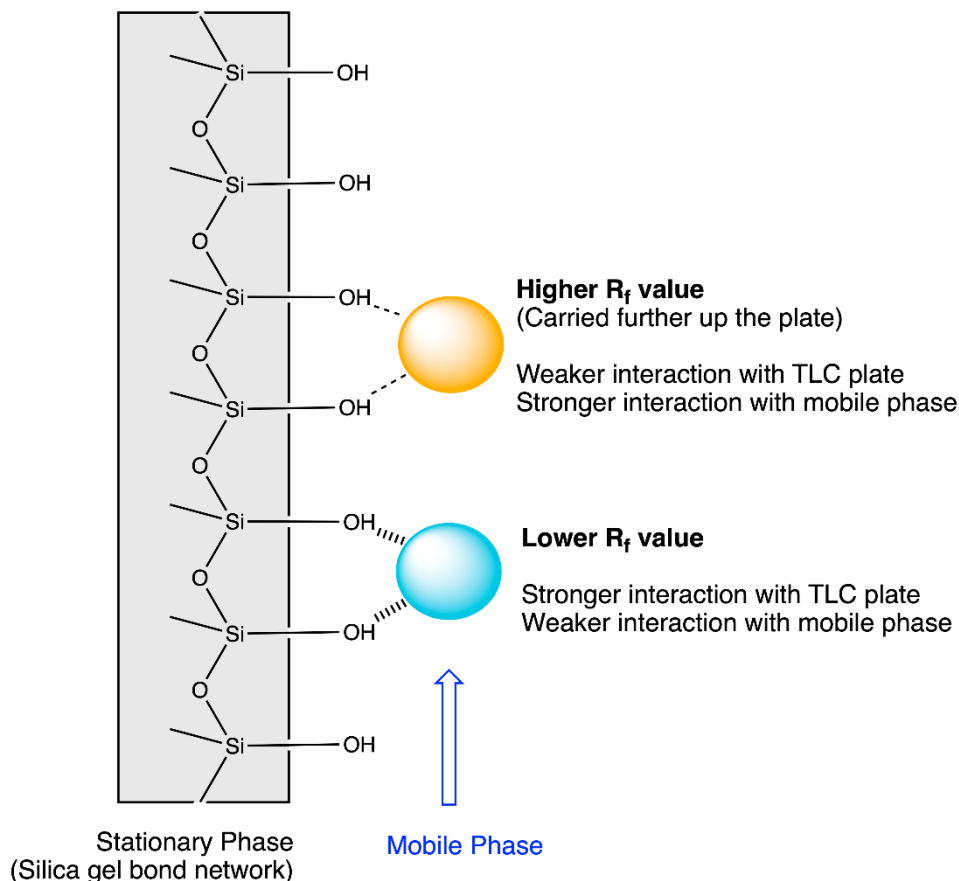 Si
OH
O
Si
OH
O
Si
OH
O
Si
OH
O
Si
OH
O
Si
OH
O
Si
OH
Higher Rf value
(Carried further up the plate)
Weaker interaction with TLC plate
Stronger interaction with mobile phase
Lower Rf value
Stronger interaction with TLC plate
Weaker interaction with mobile phase
Stationary Phase
(Silica gel bond network)
Mobile Phase